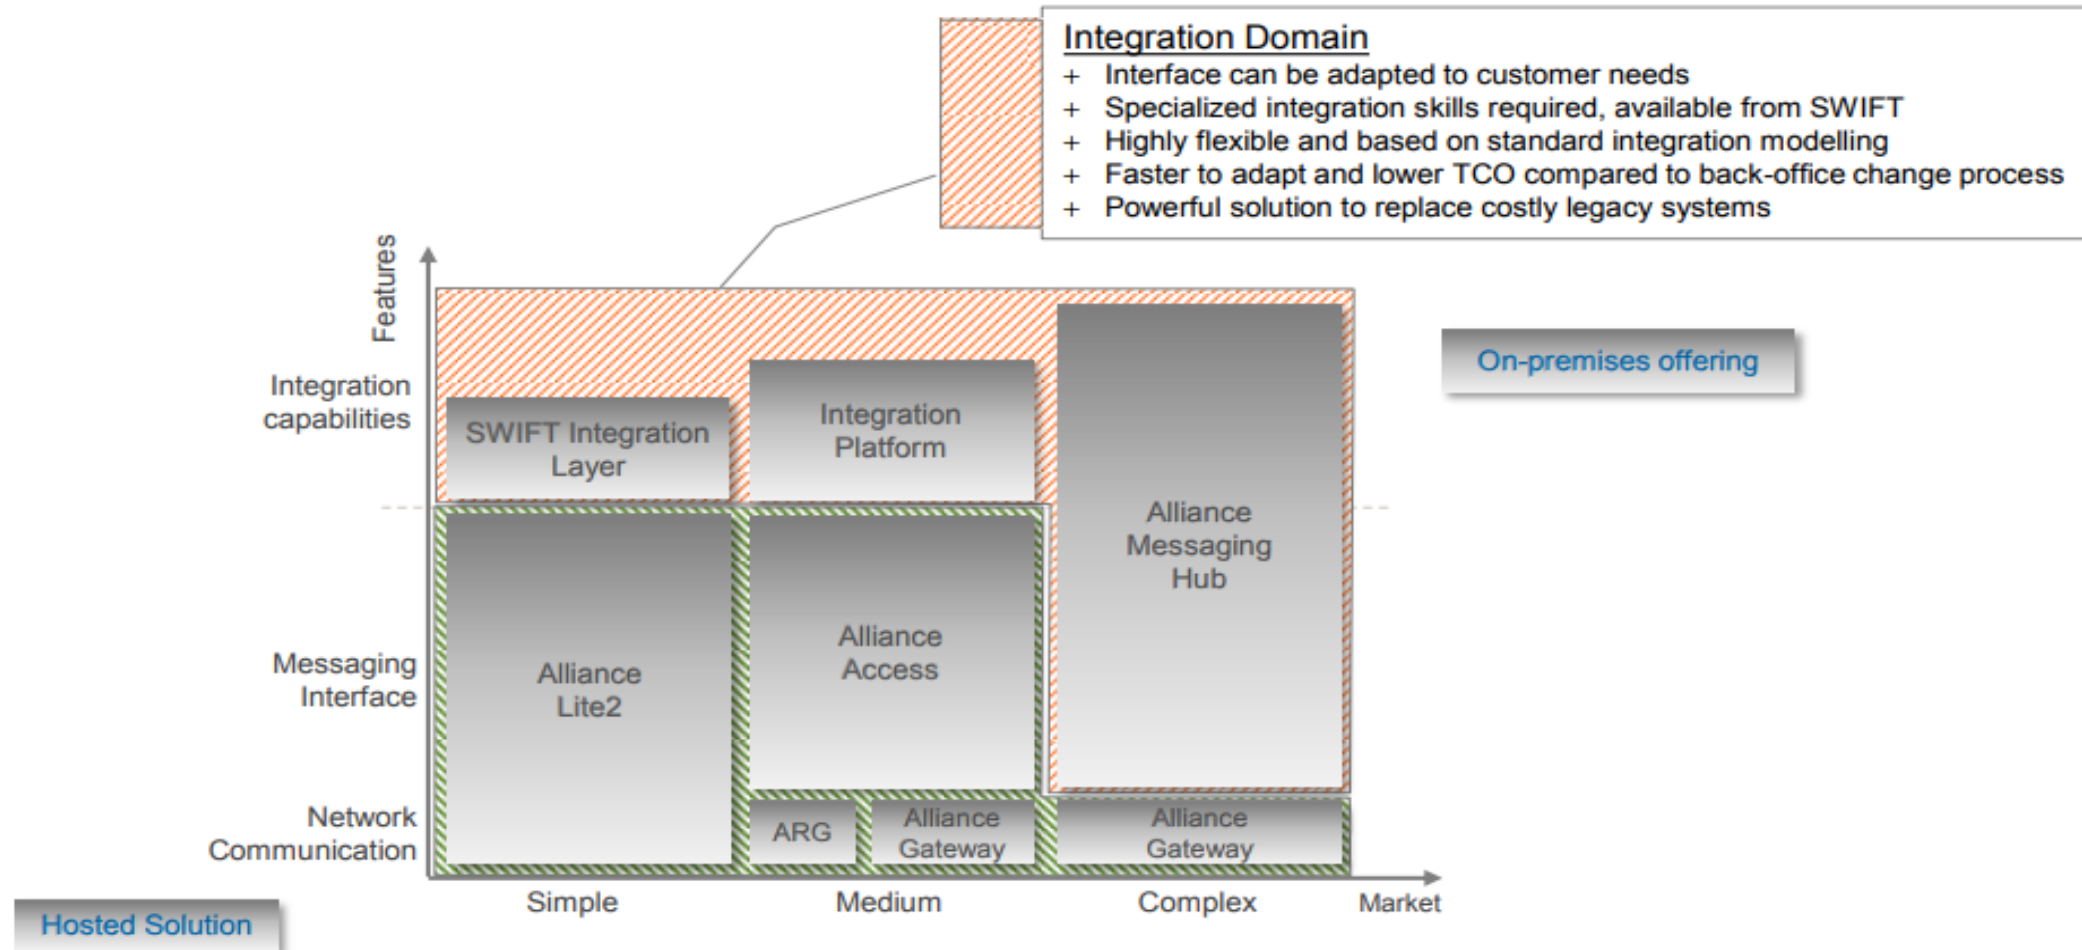 Integration Domain
+ Interface can be adapted to customer needs
+ Specialized integration skills required, available from SWIFT
+ Highly flexible and based on standard integration modelling
+ Faster to adapt and lower TCO compared to back-office change process
+ Powerful solution to replace costly legacy systems
Features
On-premises offering
Integration
capabilities
SWIFT Integration
Layer
Integration
Platform
Alliance
Messaging
Hub
Messaging
Interface
Alliance
Lite2
Alliance
Access
Network
Communication
ARG
Alliance
Gateway
Alliance
Gateway
Simple
Medium
Complex
Market
Hosted Solution